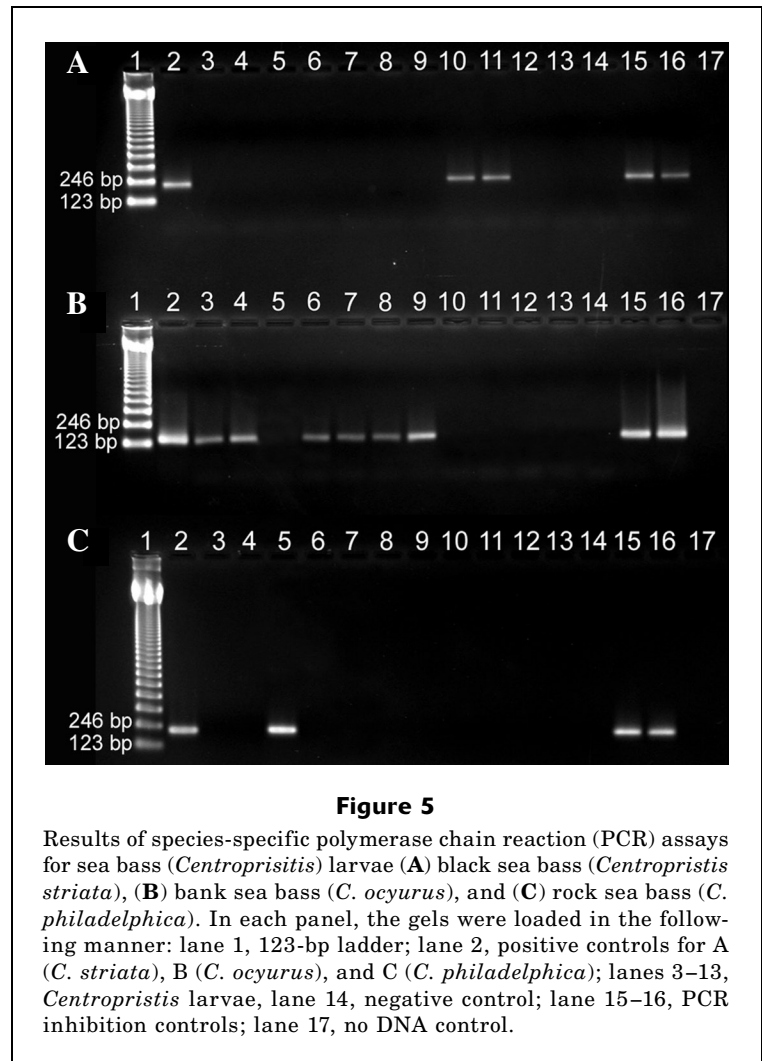 A 1 2 3 4 5 6 7 8 9 10 11 12 13 14 15 16 17
246 bp
123 bp
B 1 2 3 4 5 6 7 8 9 10 11 12 13 14 15 16 17
246 bp
123 bp
C 1 2 3 4 5 6 7 8 9 10 11 12 13 14 15 16 17
246 bp
123 bp
Figure 5
Results of species-specific polymerase chain reaction (PCR) assays
for sea bass (Centroprisitis) larvae (A) black sea bass (Centropristis
striata), (B) bank sea bass (C. ocyurus), and (C) rock sea bass (C.
philadelphica). In each panel, the gels were loaded in the follow-
ing manner: lane 1, 123-bp ladder; lane 2, positive controls for A
(C. striata), B (C. ocyurus), and C (C. philadelphica); lanes 3–13,
Centropristis larvae, lane 14, negative control; lane 15–16, PCR
inhibition controls; lane 17, no DNA control.